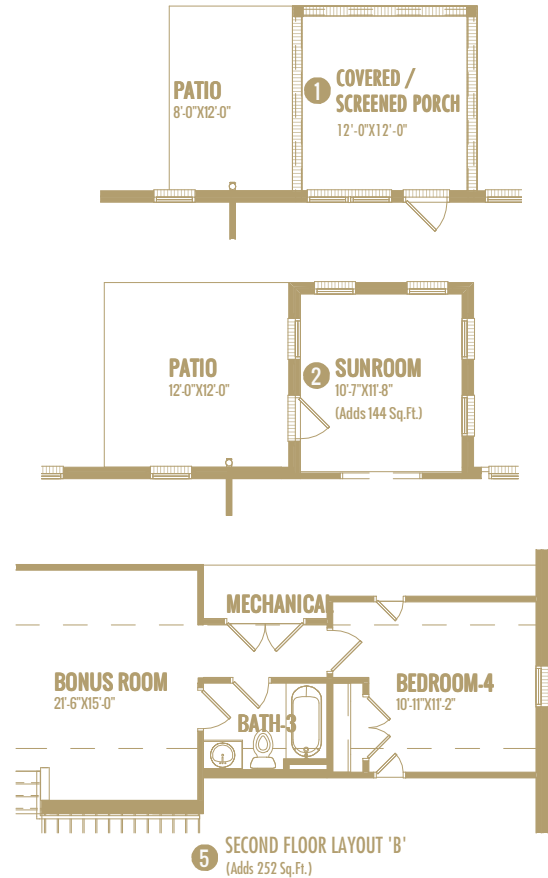 PATIO
8'-0"X12'-0"
1 COVERED /
SCREENED PORCH
12'-0"X12'-0"
PATIO
12'-0"X12'-0"
2 SUNROOM
10'-7"X11'-8"
(Adds 144 Sq.Ft.)
MECHANICAL
BONUS ROOM
21'-6"X15'-0"
BEDROOM-4
10'-11"X11'-2"
BATH-3
5 SECOND FLOOR LAYOUT 'B'
(Adds 252 Sq.Ft.)